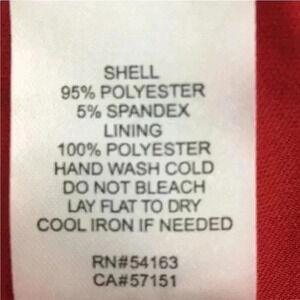 SHELL
95% POLYESTER
5% SPANDEX
LINING
100% POLYESTER
HAND WASH COLD
DO NOT BLEACH
LAY FLAT TO DRY
COOL IRON IF NEEDED
RN#54163
CA#57151